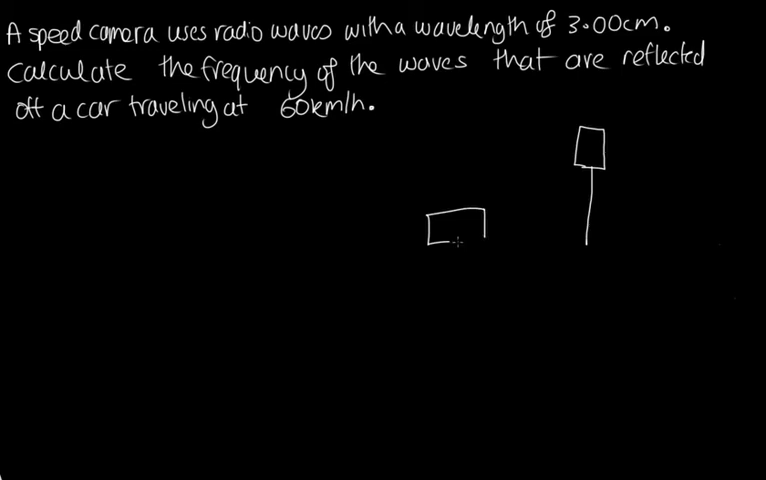 A speed camera uses radio waves with a wavelength of 3.00cm.
Calculate the frequency of the waves that are reflected
off a car traveling at 60km/h.